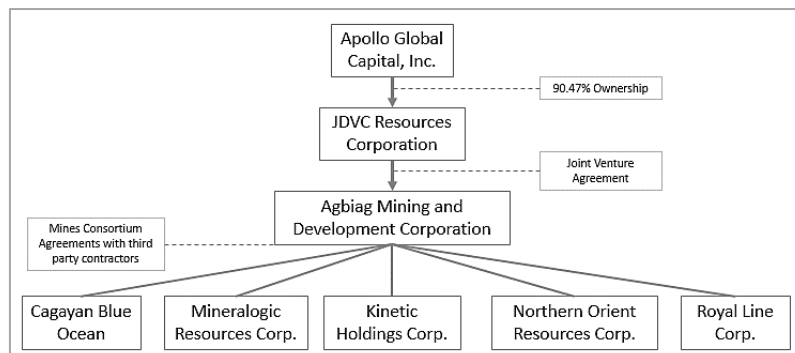 Apollo Global
Capital, Inc.
90.47% Ownership
JDVC Resources
Corporation
Joint Venture
Agreement
Agbiag Mining and
Development Corporation
Mines Consortium
Agreements with third
party contractors
Cagayan Blue
Ocean
Mineralogic
Resources Corp.
Kinetic
Holdings Corp.
Northern Orient
Resources Corp.
Royal Line
Corp.